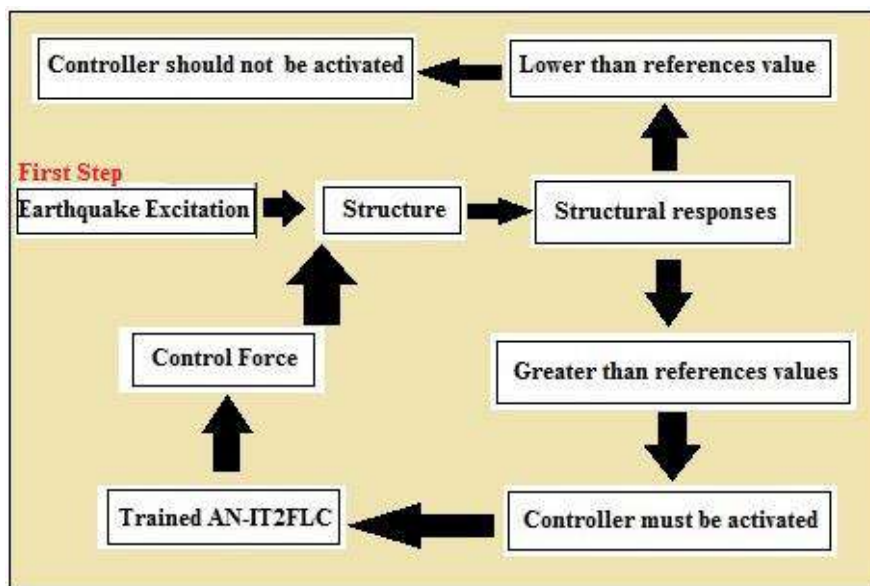 Controller should not be activated
Lower than references value
First Step
Earthquake Excitation
Structure
Structural responses
Control Force
Greater than references values
Trained AN-IT2FLC
Controller must be activated